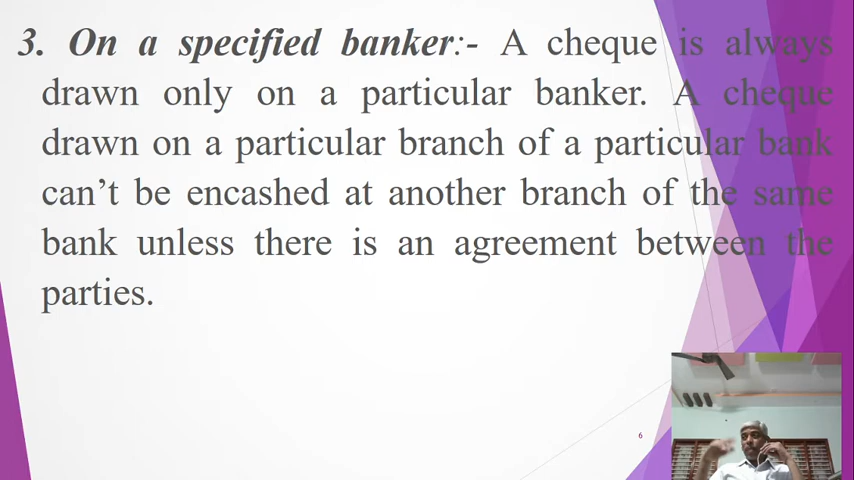 3. On a specified banker:- A cheque is always
drawn only on a particular banker. A cheque
drawn on a particular branch of a particular bank
can’t be encashed at another branch of the same
bank unless there is an agreement between the
parties.
6